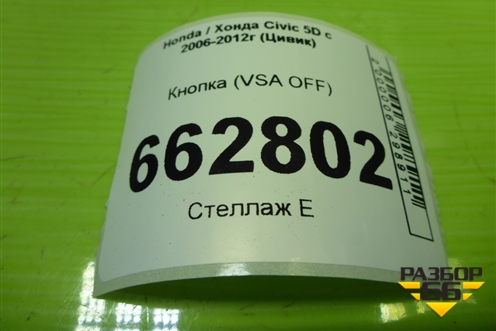 Honda / Хонда Civic 5D с
2006-2012г (Цивик)
Кнопка (VSA OFF)
662802
Стеллаж Е
РАЗБОР
66